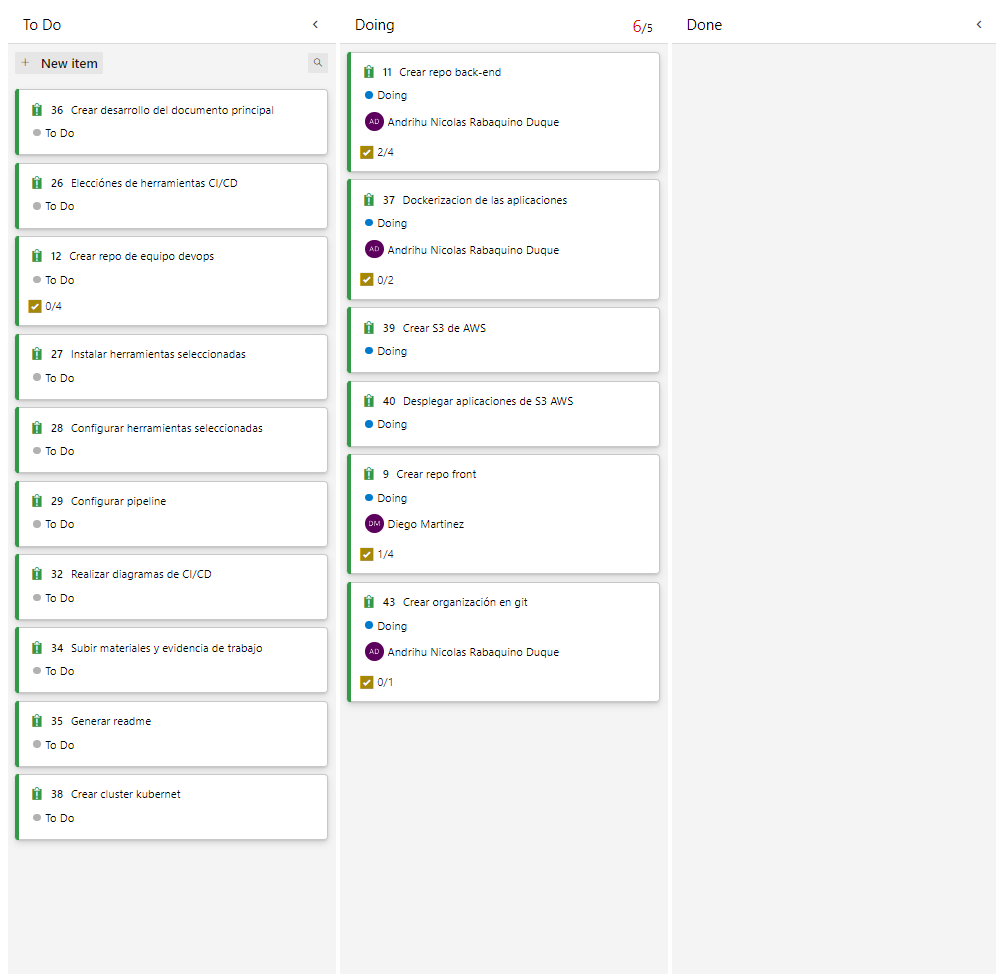 To Do
New item
36 Crear desarrollo del documento principal
To Do
26 Elecciónes de herramientas CI/CD
To Do
12 Crear repo de equipo devops
To Do
0/4
27 Instalar herramientas seleccionadas
To Do
28 Configurar herramientas seleccionadas
To Do
29 Configurar pipeline
To Do
32 Realizar diagramas de CI/CD
To Do
34 Subir materiales y evidencia de trabajo
To Do
35 Generar readme
To Do
38 Crear cluster kubernet
To Do
Doing 6/5
11 Crear repo back-end
Doing
AD Andrihu Nicolas Rabaquino Duque
2/4
37 Dockerizacion de las aplicaciones
Doing
AD Andrihu Nicolas Rabaquino Duque
0/2
39 Crear S3 de AWS
Doing
40 Desplegar aplicaciones de S3 AWS
Doing
9 Crear repo front
Doing
DM Diego Martinez
1/4
43 Crear organización en git
Doing
AD Andrihu Nicolas Rabaquino Duque
0/1
Done